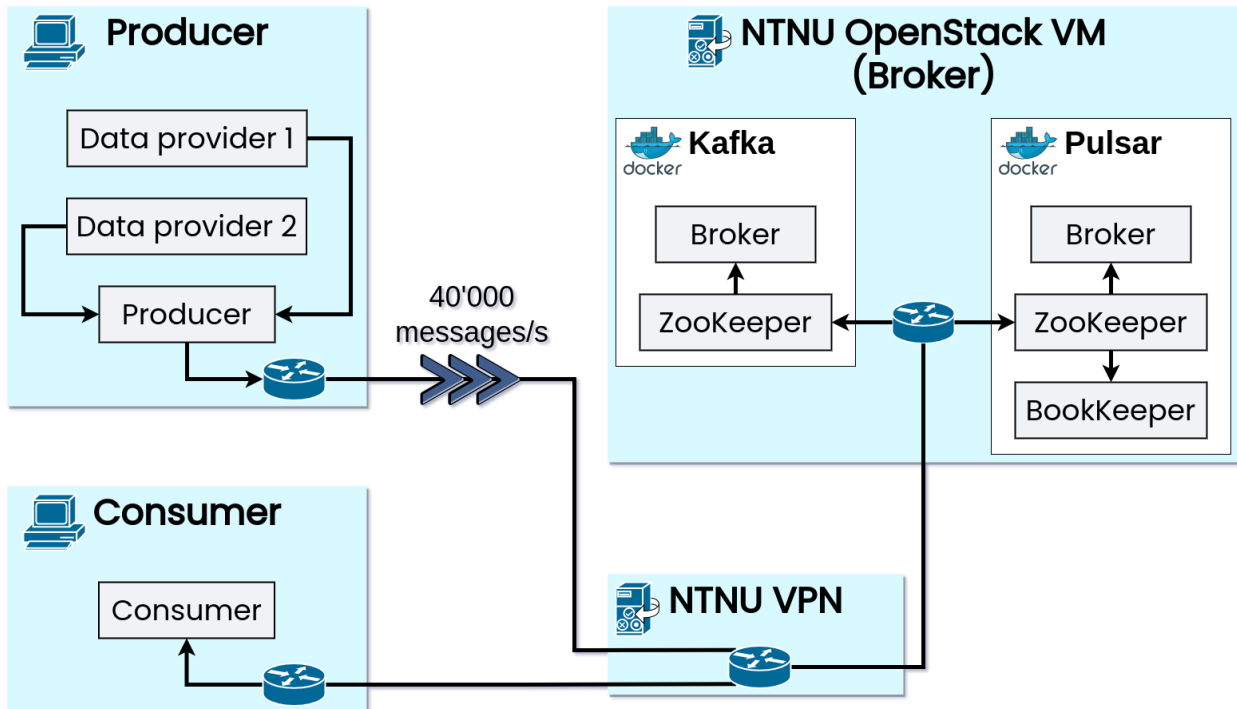 Producer
Data provider 1
Data provider 2
Producer
40'000
messages/s
NTNU OpenStack VM
(Broker)
docker
Kafka
Broker
ZooKeeper
docker
Pulsar
Broker
ZooKeeper
BookKeeper
Consumer
Consumer
NTNU VPN